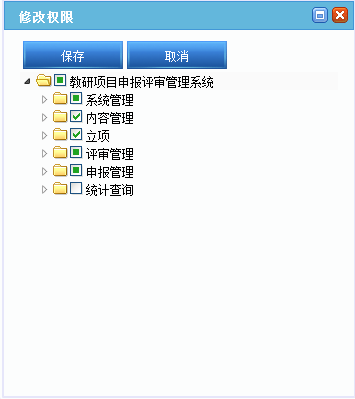 修改权限
保存 取消
教研项目申报评审管理系统
系统管理
内容管理
立项
评审管理
申报管理
统计查询